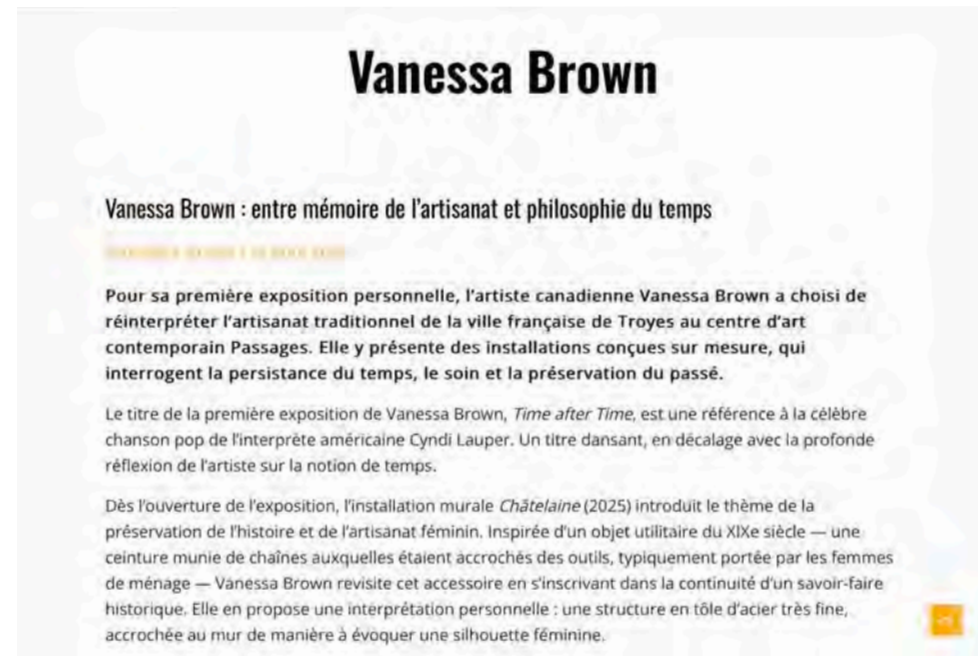 Vanessa Brown
Vanessa Brown : entre mémoire de l'artisanat et philosophie du temps
Pour sa première exposition personnelle, l'artiste canadienne Vanessa Brown a choisi de
réinterpréter l'artisanat traditionnel de la ville française de Troyes au centre d'art
contemporain Passages. Elle y présente des installations conçues sur mesure, qui
interrogent la persistance du temps, le soin et la préservation du passé.
Le titre de la première exposition de Vanessa Brown, Time after Time, est une référence à la célèbre
chanson pop de l'interprète américaine Cyndi Lauper. Un titre dansant, en décalage avec la profonde
réflexion de l'artiste sur la notion de temps.
Dès l'ouverture de l'exposition, l'installation murale Châtelaine (2025) introduit le thème de la
préservation de l'histoire et de l'artisanat féminin. Inspirée d'un objet utilitaire du XIXe siècle — une
ceinture munie de chaînes auxquelles étaient accrochés des outils, typiquement portée par les femmes
de ménage — Vanessa Brown revisite cet accessoire en s'inscrivant dans la continuité d'un savoir-faire
historique. Elle en propose une interprétation personnelle : une structure en tôle d'acier très fine,
accrochée au mur de manière à évoquer une silhouette féminine.